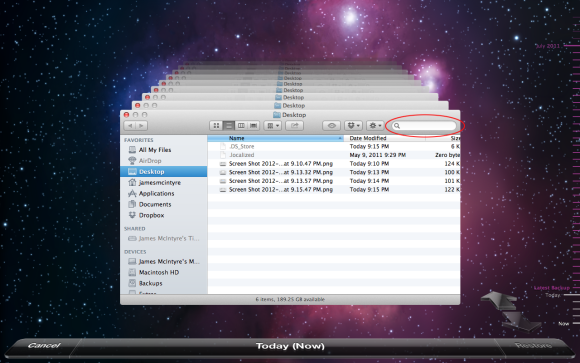 July 2011
Desktop
Desktop
Desktop
Desktop
Desktop
Name
Date Modified
Size
FAVORITES
All My Files
AirDrop
Desktop
jamesmcintyre
Applications
Documents
Dropbox
SHARED
James McIntyre's Ti...
DEVICES
James McIntyre's M...
Macintosh HD
Backups
.DS_Store Today 9:15 PM 6 K
.localized May 9, 2011 9:29 PM Zero byte
Screen Shot 2012-...at 9.10.47 PM.png Today 9:10 PM 124 K
Screen Shot 2012-...at 9.13.32 PM.png Today 9:13 PM 100 K
Screen Shot 2012-...at 9.13.57 PM.png Today 9:14 PM 101 K
Screen Shot 2012-...at 9.15.45 PM.png Today 9:15 PM 122 K
6 items, 189.25 GB available
Latest Backup
Today
Now
Cancel
Today (Now)
Restore